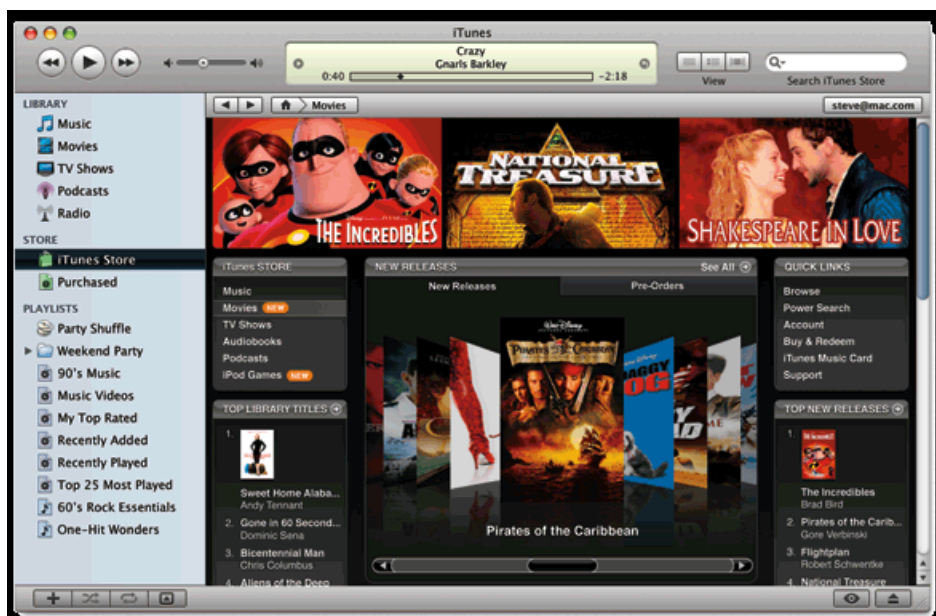 iTunes
Crazy
Gnarls Barkley
0:40
-2:18
View
Search iTunes Store
LIBRARY
Music
Movies
TV Shows
Podcasts
Radio
STORE
iTunes Store
Purchased
PLAYLISTS
Party Shuffle
Weekend Party
90's Music
Music Videos
My Top Rated
Recently Added
Recently Played
Top 25 Most Played
60's Rock Essentials
One-Hit Wonders
Movies
steve@mac.com
THE INCREDIBLES
NATIONAL
TREASURE
SHAKESPEARE IN LOVE
iTunes STORE
Music
Movies NEW
TV Shows
Audiobooks
Podcasts
iPod Games NEW
TOP LIBRARY TITLES
1.
Sweet Home Alaba...
Andy Tennant
2. Gone in 60 Second...
Dominic Sena
3. Bicentennial Man
Chris Columbus
4. Aliens of the Deep
NEW RELEASES
See All
New Releases
Pre-Orders
Walt Disney
PIRATES OF THE CARIBBEAN
Pirates of the Caribbean
QUICK LINKS
Browse
Power Search
Account
Buy & Redeem
iTunes Music Card
Support
TOP NEW RELEASES
1.
The Incredibles
Brad Bird
2. Pirates of the Carib...
Gore Verbinski
3. Flightplan
Robert Schwentke
4. National Treasure